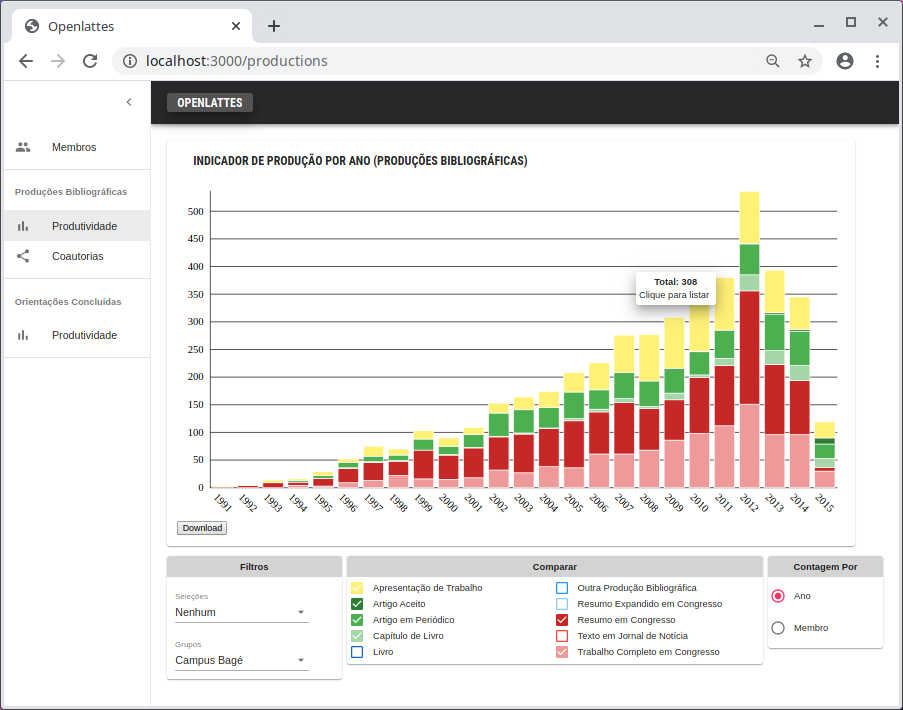 Openlattes
localhost:3000/productions
OPENLATTES
Membros
Produções Bibliográficas
Produtividade
Coautorias
Orientações Concluídas
Produtividade
INDICADOR DE PRODUÇÃO POR ANO (PRODUÇÕES BIBLIOGRÁFICAS)
500
450
400
350
300
250
200
150
100
50
0
Total: 308
Clique para listar
1991 1992 1993 1994 1995 1996 1997 1998 1999 2000 2001 2002 2003 2004 2005 2006 2007 2008 2009 2010 2011 2012 2013 2014 2015
Download
Filtros
Seleções
Nenhum
Grupos
Campus Bagé
Comparar
Apresentação de Trabalho
Artigo Aceito
Artigo em Periódico
Capítulo de Livro
Livro
Outra Produção Bibliográfica
Resumo Expandido em Congresso
Resumo em Congresso
Texto em Jornal de Notícia
Trabalho Completo em Congresso
Contagem Por
Ano
Membro